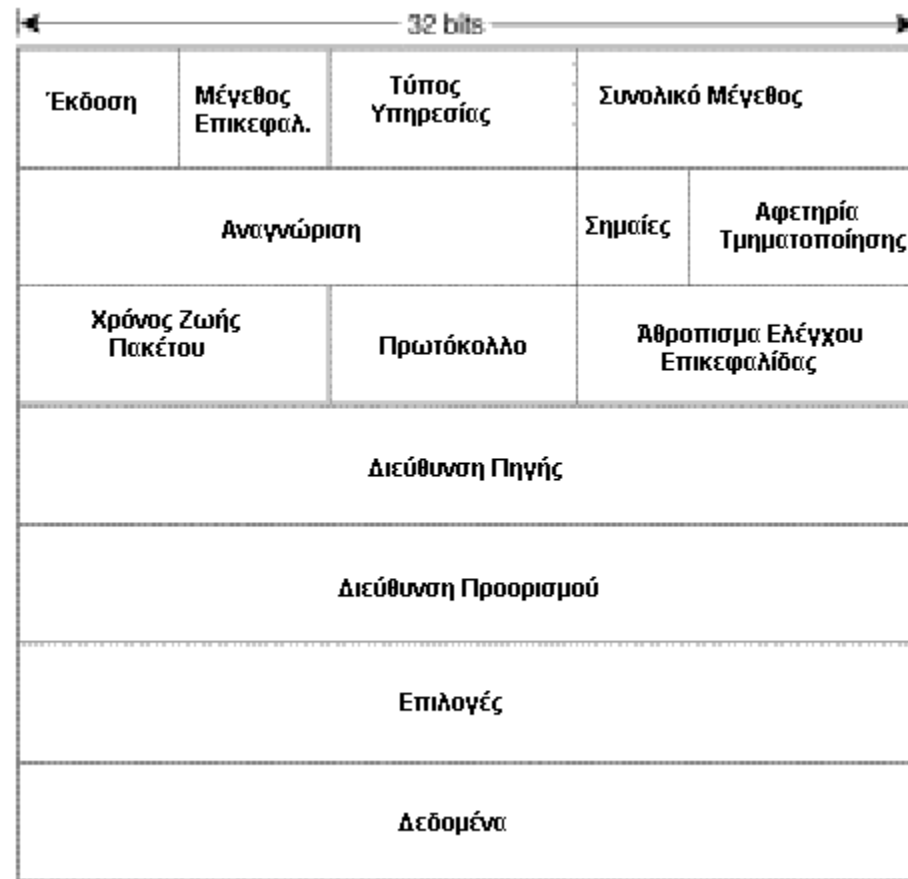 32 bits
Έκδοση
Μέγεθος
Επικεφαλ.
Τύπος
Υπηρεσίας
Συνολικό Μέγεθος
Αναγνώριση
Σημαίες
Αφετηρία
Τμηματοποίησης
Χρόνος Ζωής
Πακέτου
Πρωτόκολλο
Άθροπισμα Ελέγχου
Επικεφαλίδας
Διεύθυνση Πηγής
Διεύθυνση Προορισμού
Επιλογές
Δεδομένα